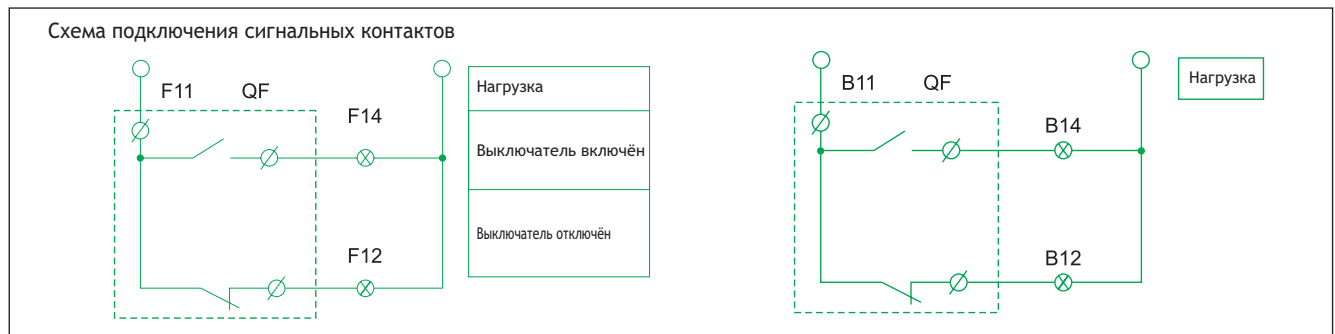 Схема подключения сигнальных контактов
F11 QF
F14
F12
Нагрузка
Выключатель включён
Выключатель отключён
B11 QF
B14
B12
Нагрузка